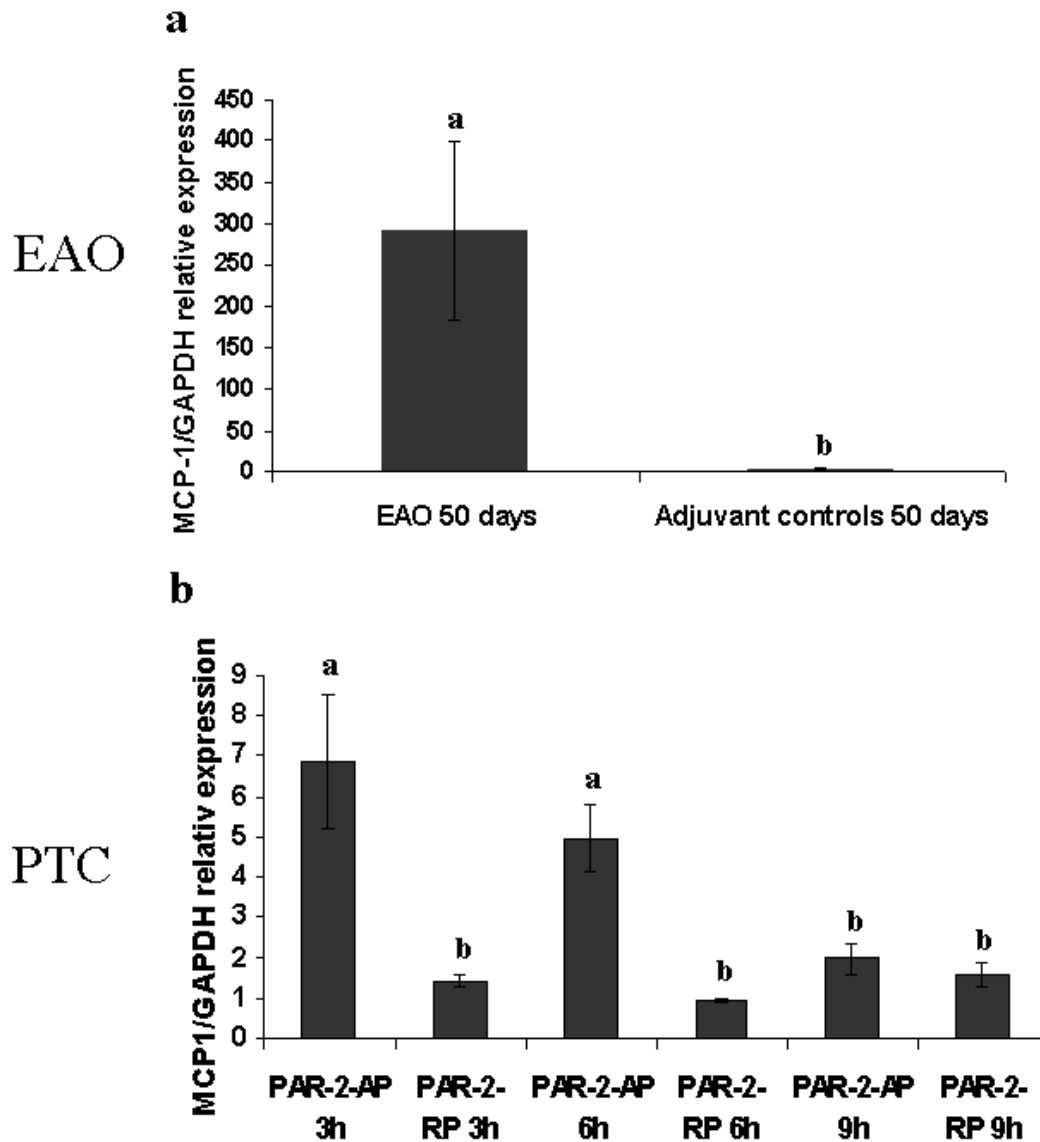 a
MCP-1/GAPDH relative expression
450
400
350
300
250
200
150
100
50
0
a
b
EAO
EAO 50 days
Adjuvant controls 50 days
b
MCP1/GAPDH relativ expression
9
8
7
6
5
4
3
2
1
0
a
b
a
b
b
b
PTC
PAR-2-AP
3h
PAR-2-
RP 3h
PAR-2-AP
6h
PAR-2-
RP 6h
PAR-2-AP
9h
PAR-2-
RP 9h